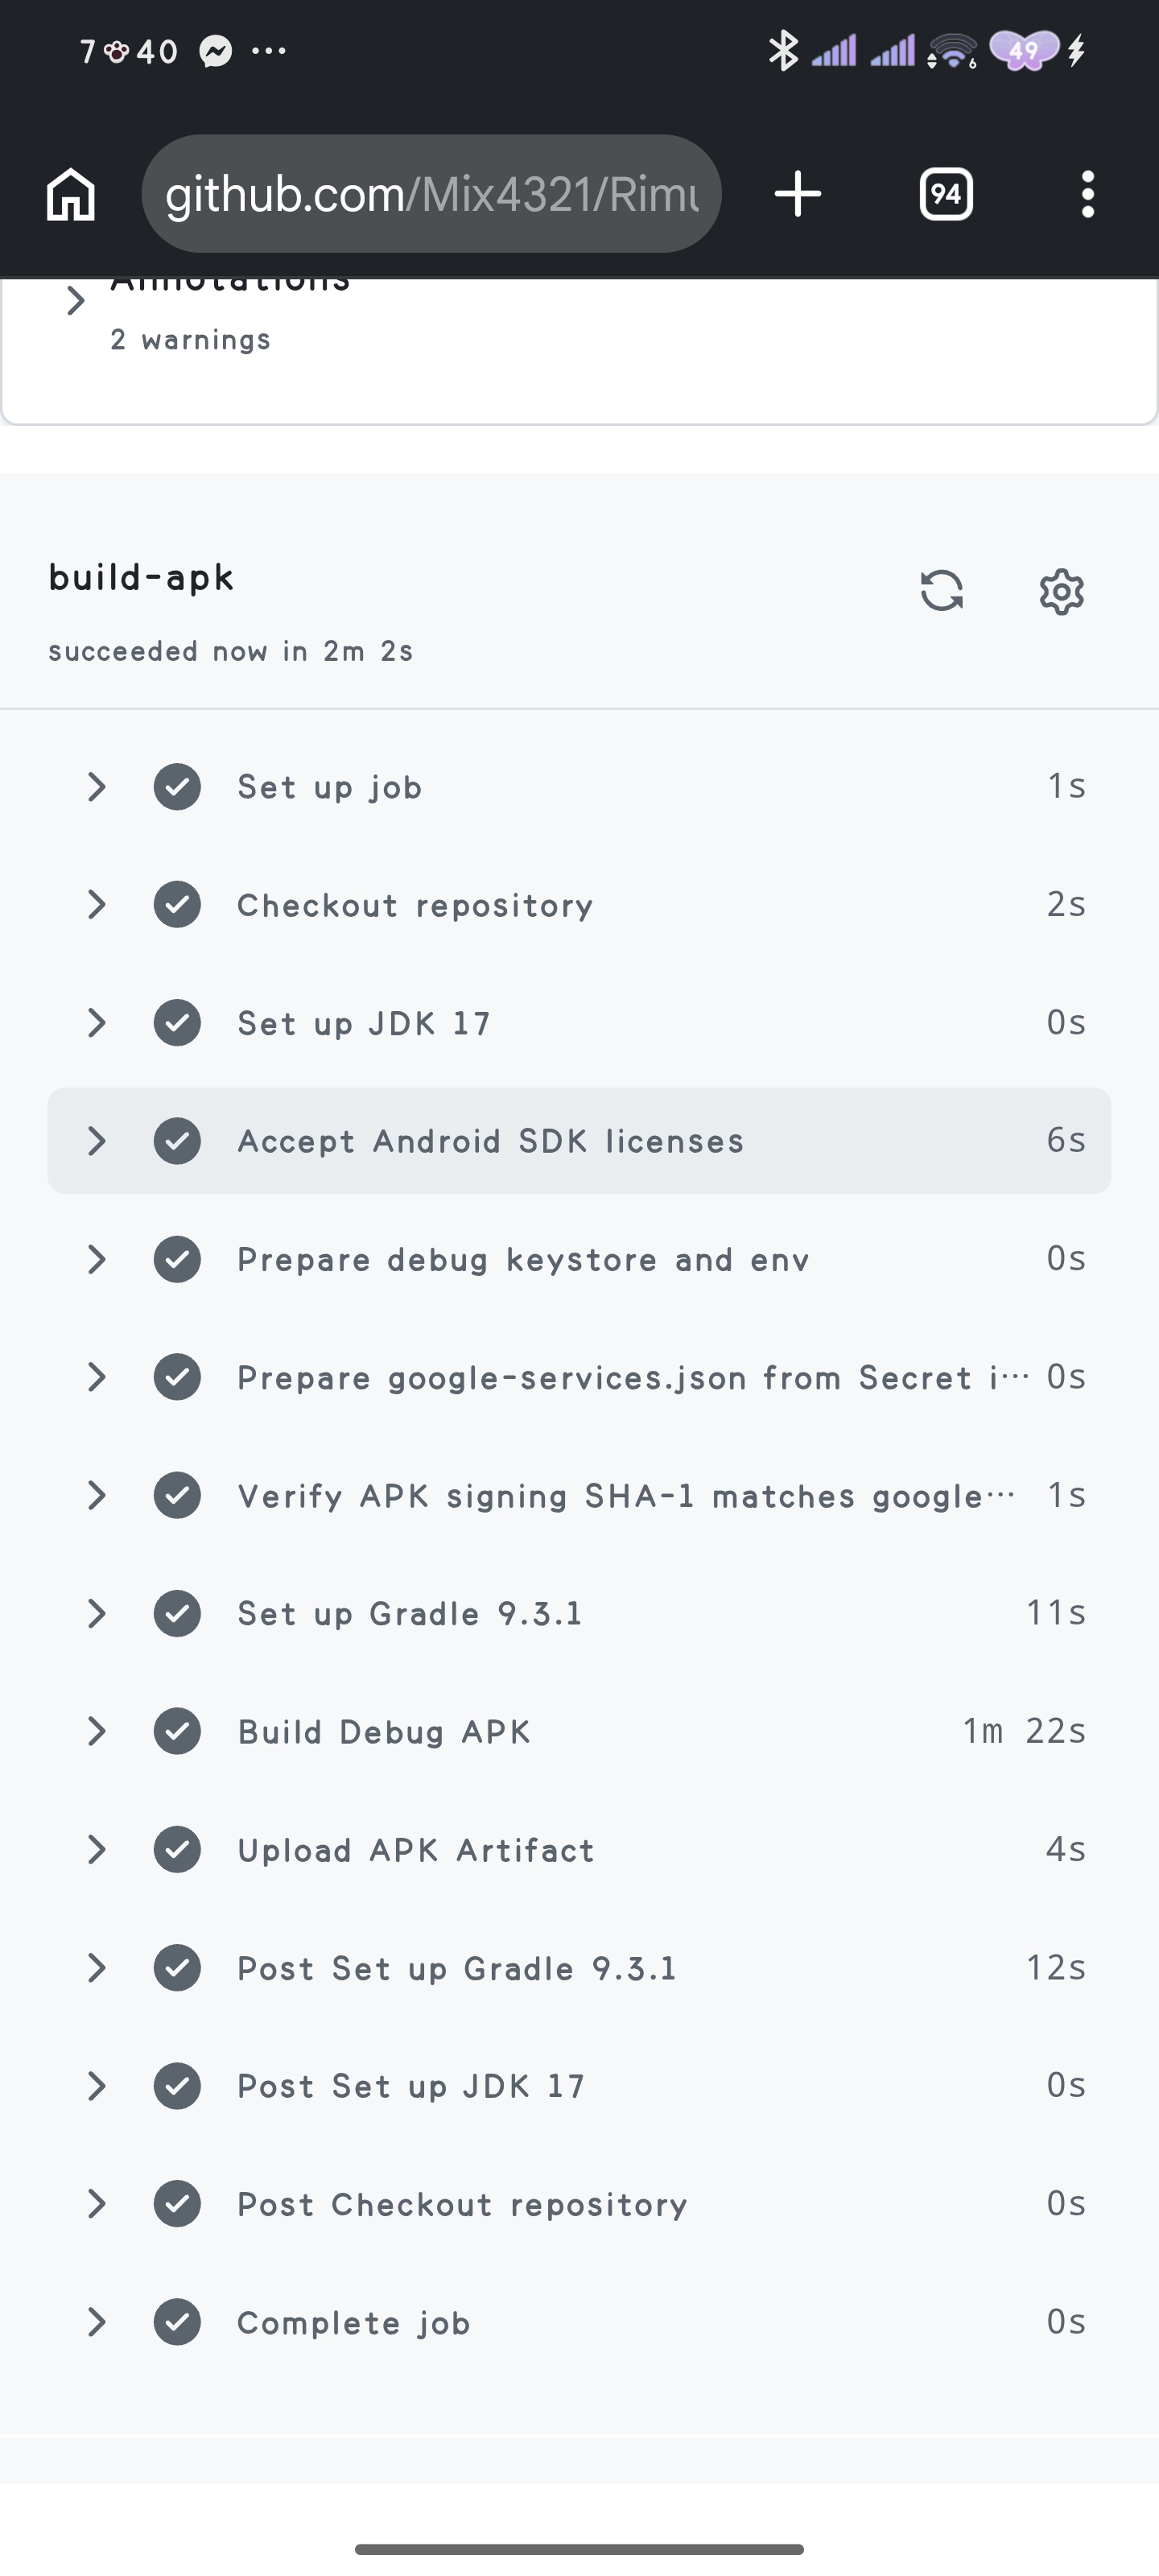 7 40 ...
49
6
github.com/Mix4321/Rimu
94
Annotations
2 warnings
build-apk
succeeded now in 2m 2s
Set up job 1s
Checkout repository 2s
Set up JDK 17 0s
Accept Android SDK licenses 6s
Prepare debug keystore and env 0s
Prepare google-services.json from Secret i... 0s
Verify APK signing SHA-1 matches google... 1s
Set up Gradle 9.3.1 11s
Build Debug APK 1m 22s
Upload APK Artifact 4s
Post Set up Gradle 9.3.1 12s
Post Set up JDK 17 0s
Post Checkout repository 0s
Complete job 0s